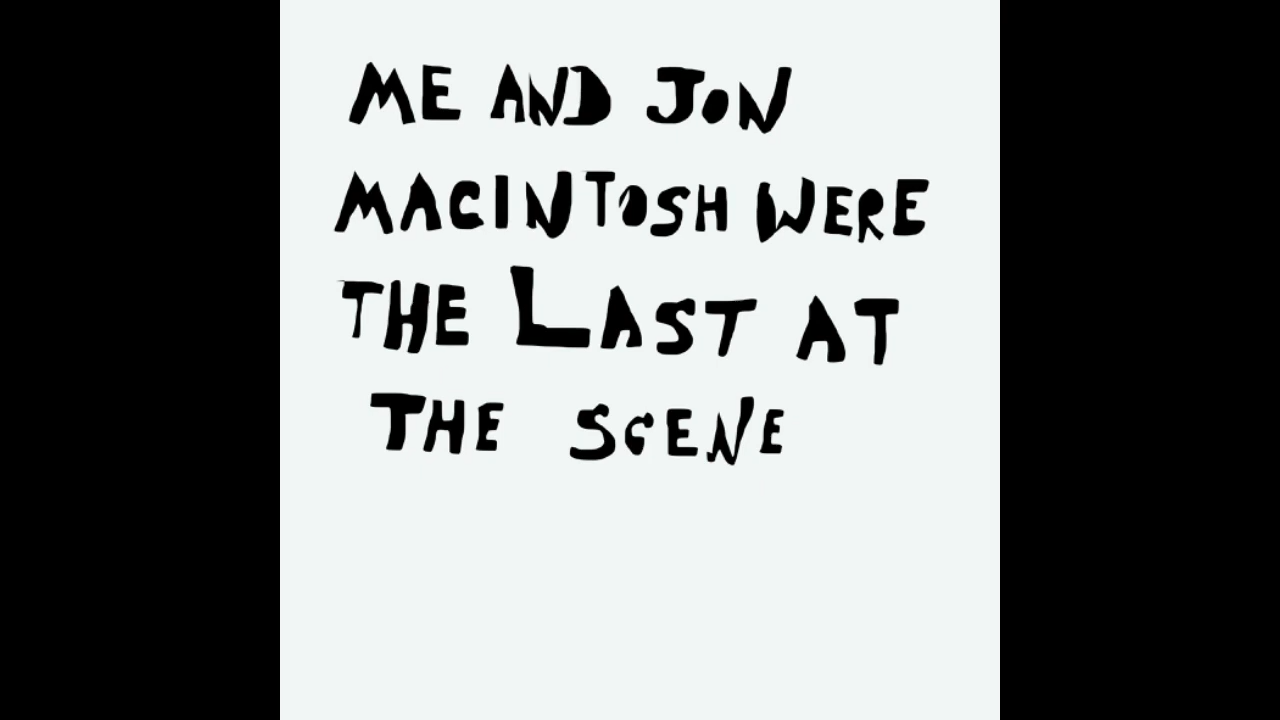 ME AND JON
MACINTOSH WERE
THE LAST AT
THE SCENE